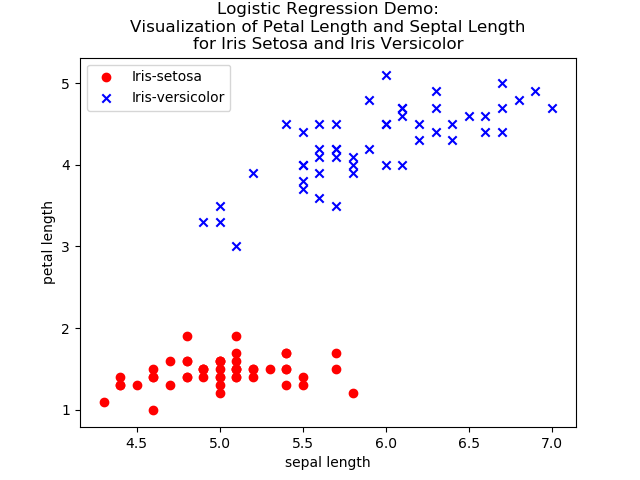 Logistic Regression Demo:
Visualization of Petal Length and Septal Length
for Iris Setosa and Iris Versicolor
Iris-setosa
Iris-versicolor
5
4
3
2
1
petal length
4.5 5.0 5.5 6.0 6.5 7.0
sepal length